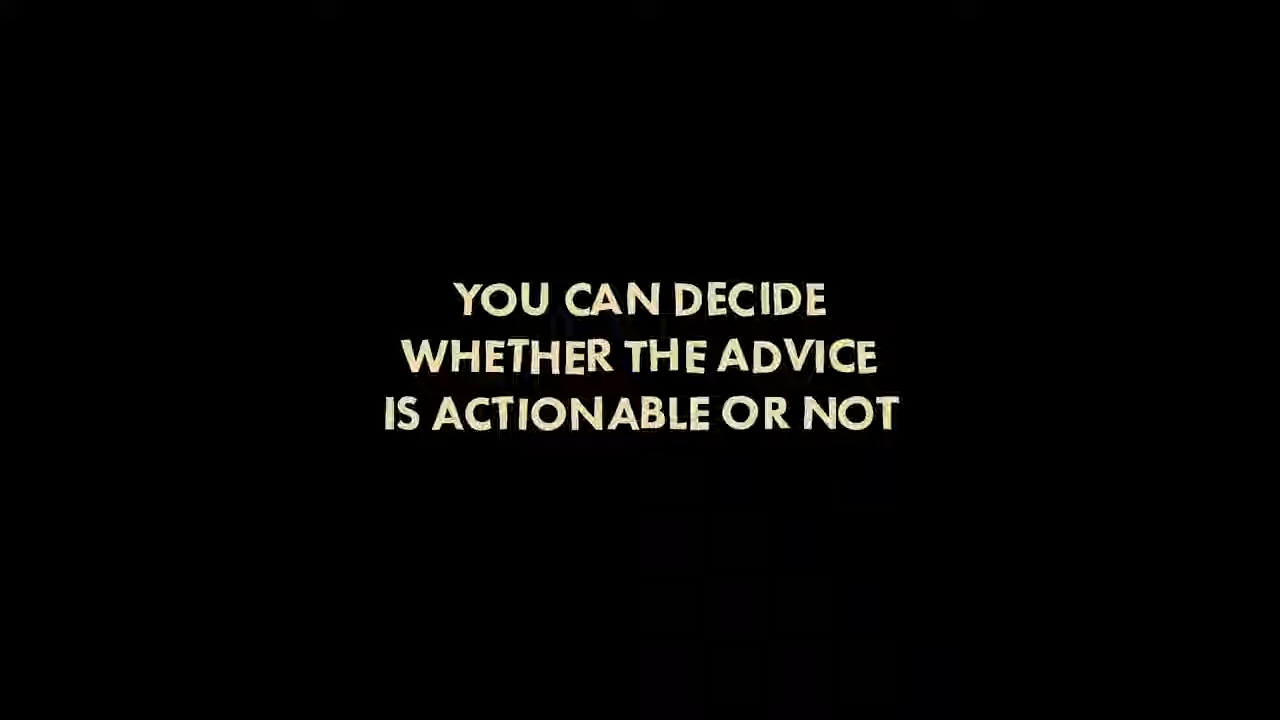 YOU CAN DECIDE
WHETHER THE ADVICE
IS ACTIONABLE OR NOT